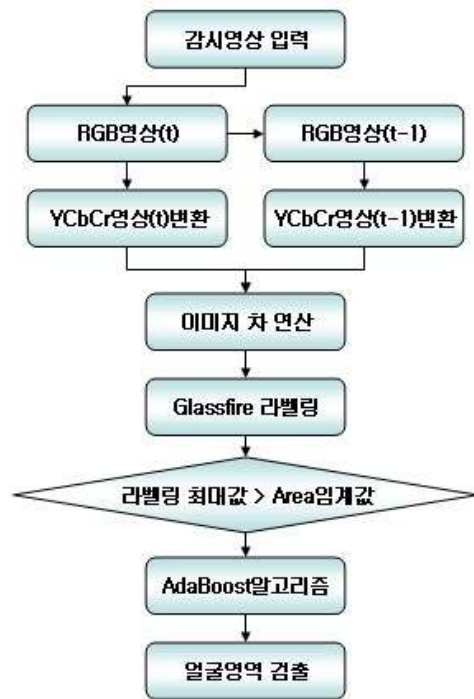 감시영상 입력
RGB영상(t)
RGB영상(t-1)
YCbCr영상(t)변환
YCbCr영상(t-1)변환
이미지 차 연산
Glassfire 라벨링
라벨링 최대값 > Area임계값
AdaBoost알고리즘
얼굴영역 검출